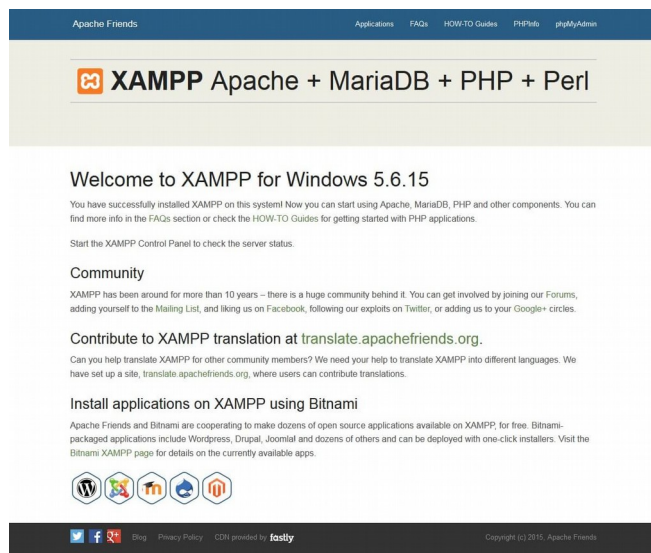 Apache Friends Applications FAQs HOW-TO Guides PHPInfo phpMyAdmin
XAMPP Apache + MariaDB + PHP + Perl
Welcome to XAMPP for Windows 5.6.15
You have successfully installed XAMPP on this system! Now you can start using Apache, MariaDB, PHP and other components. You can
find more info in the FAQs section or check the HOW-TO Guides for getting started with PHP applications.
Start the XAMPP Control Panel to check the server status.
Community
XAMPP has been around for more than 10 years – there is a huge community behind it. You can get involved by joining our Forums,
adding yourself to the Mailing List, and liking us on Facebook, following our exploits on Twitter, or adding us to your Google+ circles.
Contribute to XAMPP translation at translate.apachefriends.org.
Can you help translate XAMPP for other community members? We need your help to translate XAMPP into different languages. We
have set up a site, translate.apachefriends.org, where users can contribute translations.
Install applications on XAMPP using Bitnami
Apache Friends and Bitnami are cooperating to make dozens of open source applications available on XAMPP, for free. Bitnami-
packaged applications include Wordpress, Drupal, Joomla! and dozens of others and can be deployed with one-click installers. Visit the
Bitnami XAMPP page for details on the currently available apps.
Blog Privacy Policy CDN provided by fastly Copyright (c) 2015, Apache Friends